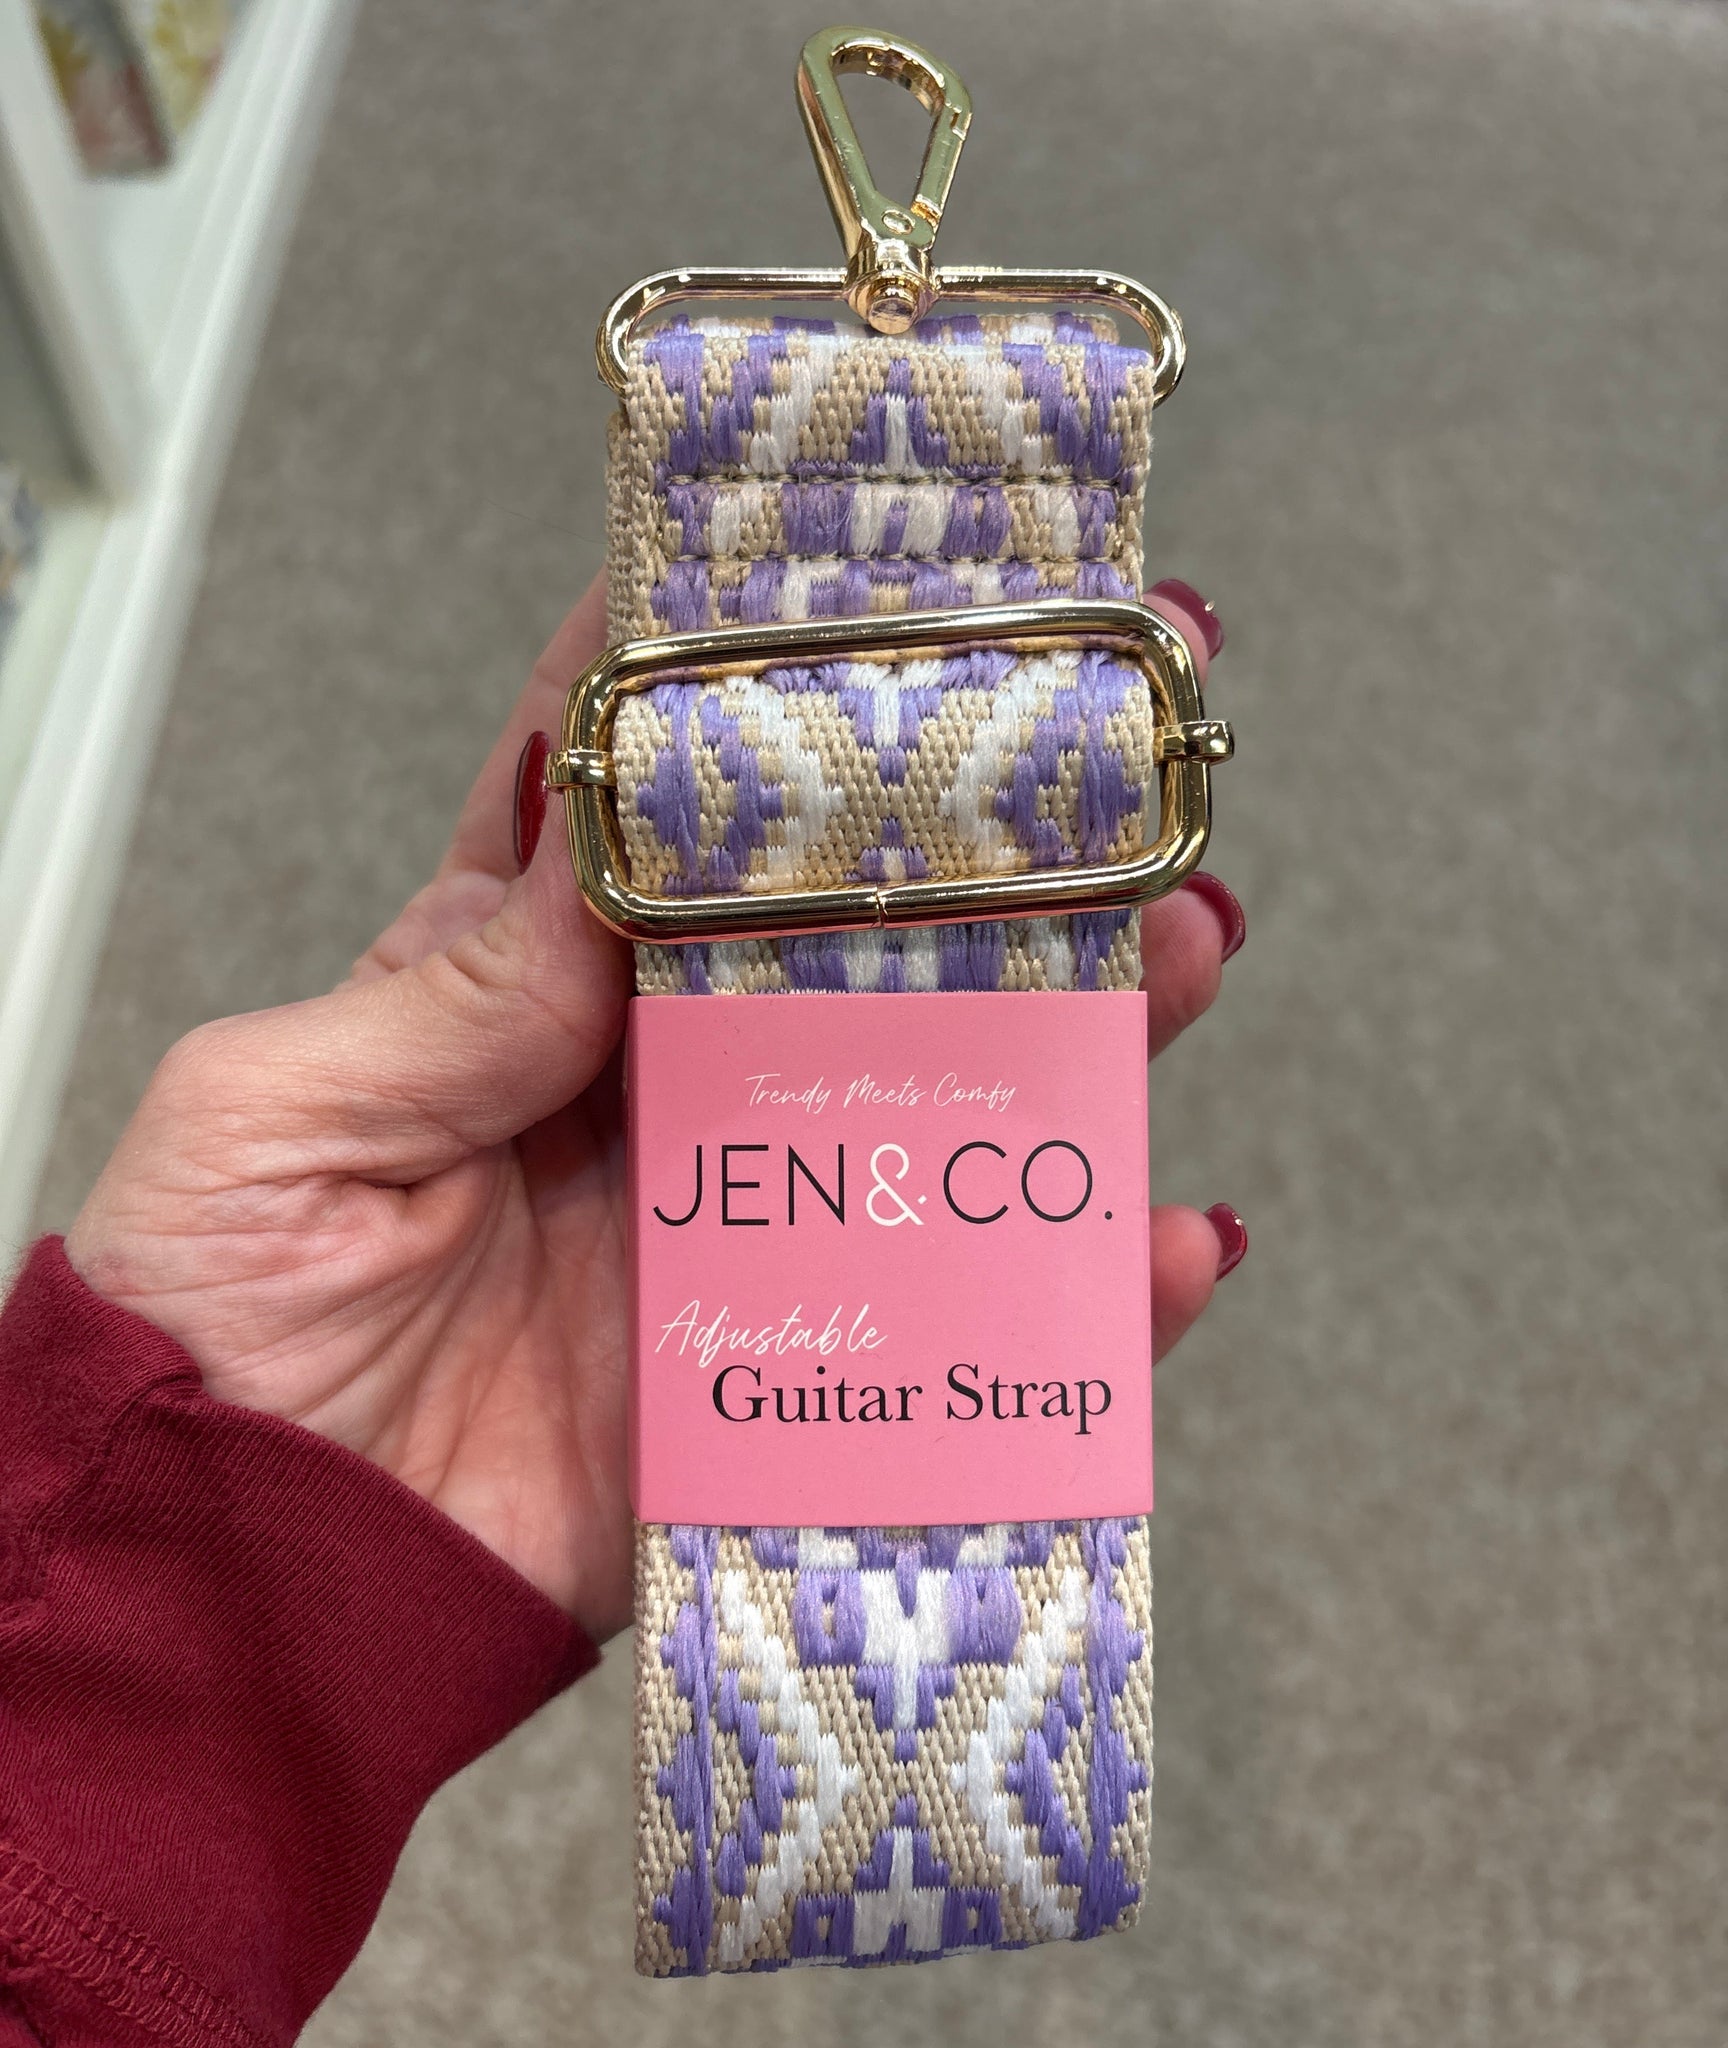 Trendy Meets Comfy
JEN&CO.
Adjustable
Guitar Strap